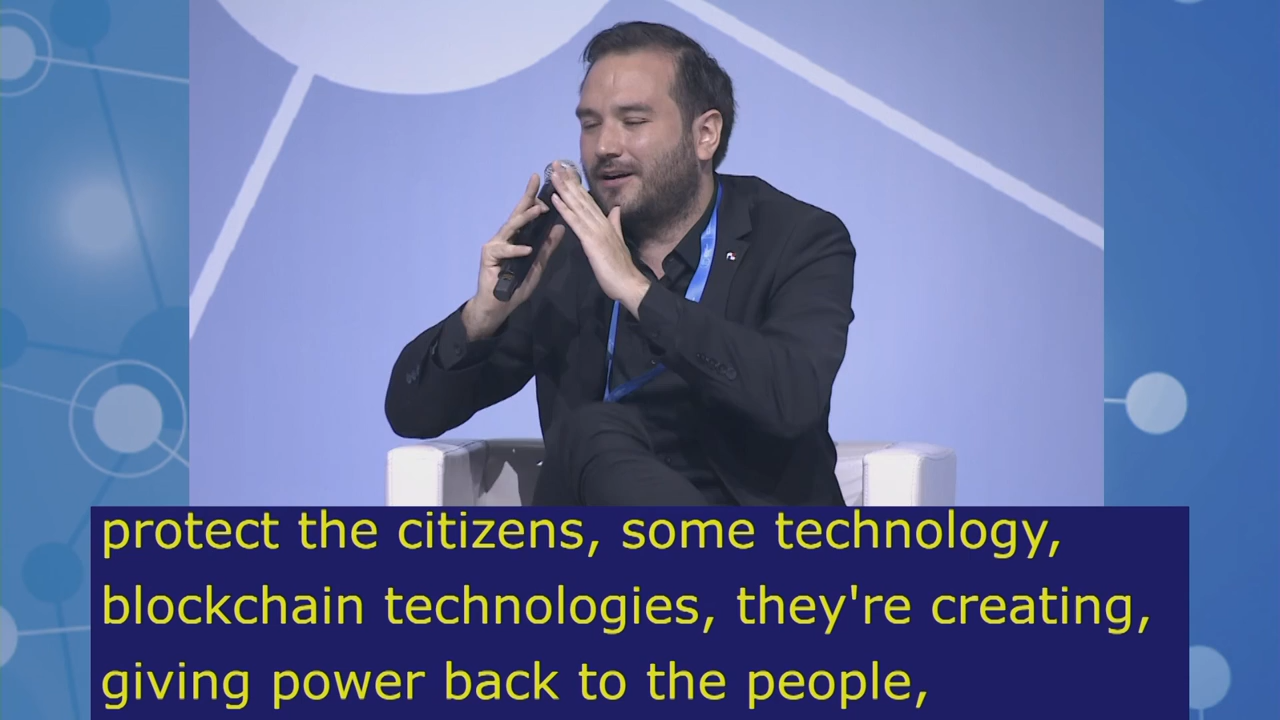 protect the citizens, some technology,
blockchain technologies, they're creating,
giving power back to the people,